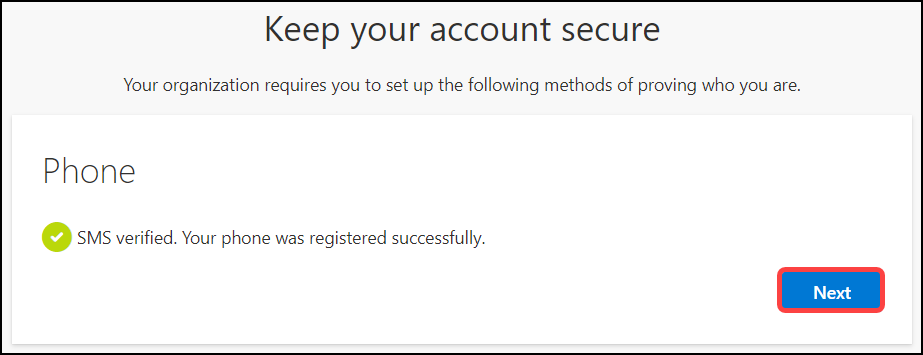 Keep your account secure
Your organization requires you to set up the following methods of proving who you are.
Phone
SMS verified. Your phone was registered successfully.
Next